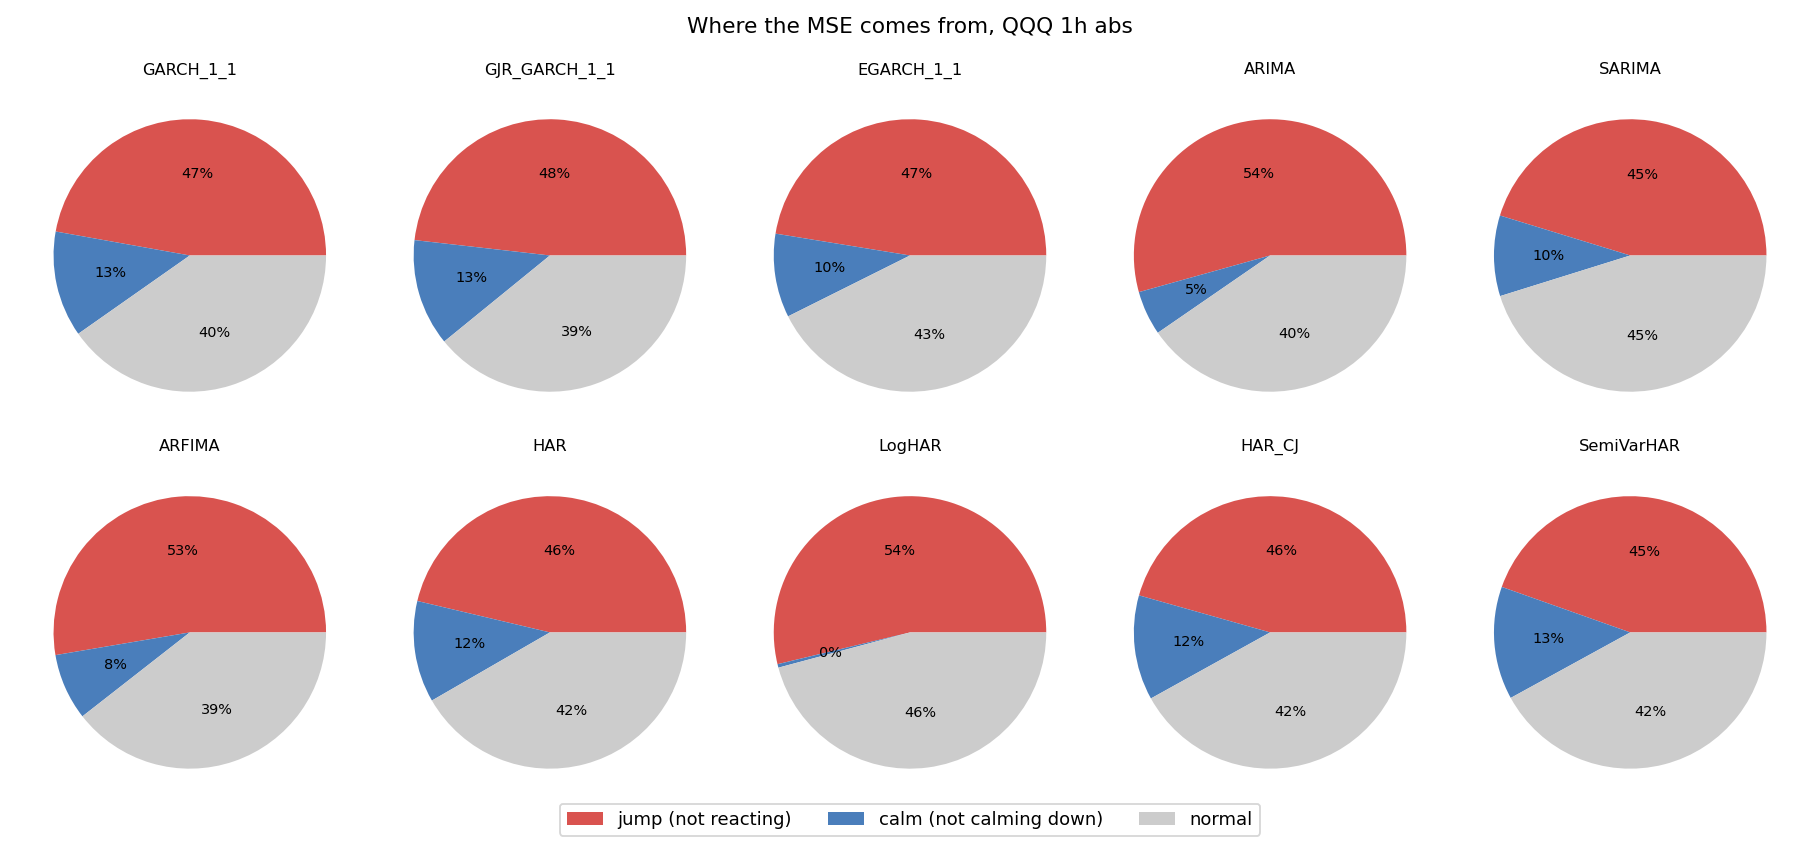 Where the MSE comes from, QQQ 1h abs
GARCH_1_1
GJR_GARCH_1_1
EGARCH_1_1
ARIMA
SARIMA
47%
13%
40%
48%
13%
39%
47%
10%
43%
54%
5%
40%
45%
10%
45%
ARFIMA
HAR
LogHAR
HAR_CJ
SemiVarHAR
53%
8%
39%
46%
12%
42%
54%
0%
46%
46%
12%
42%
45%
13%
42%
jump (not reacting)
calm (not calming down)
normal